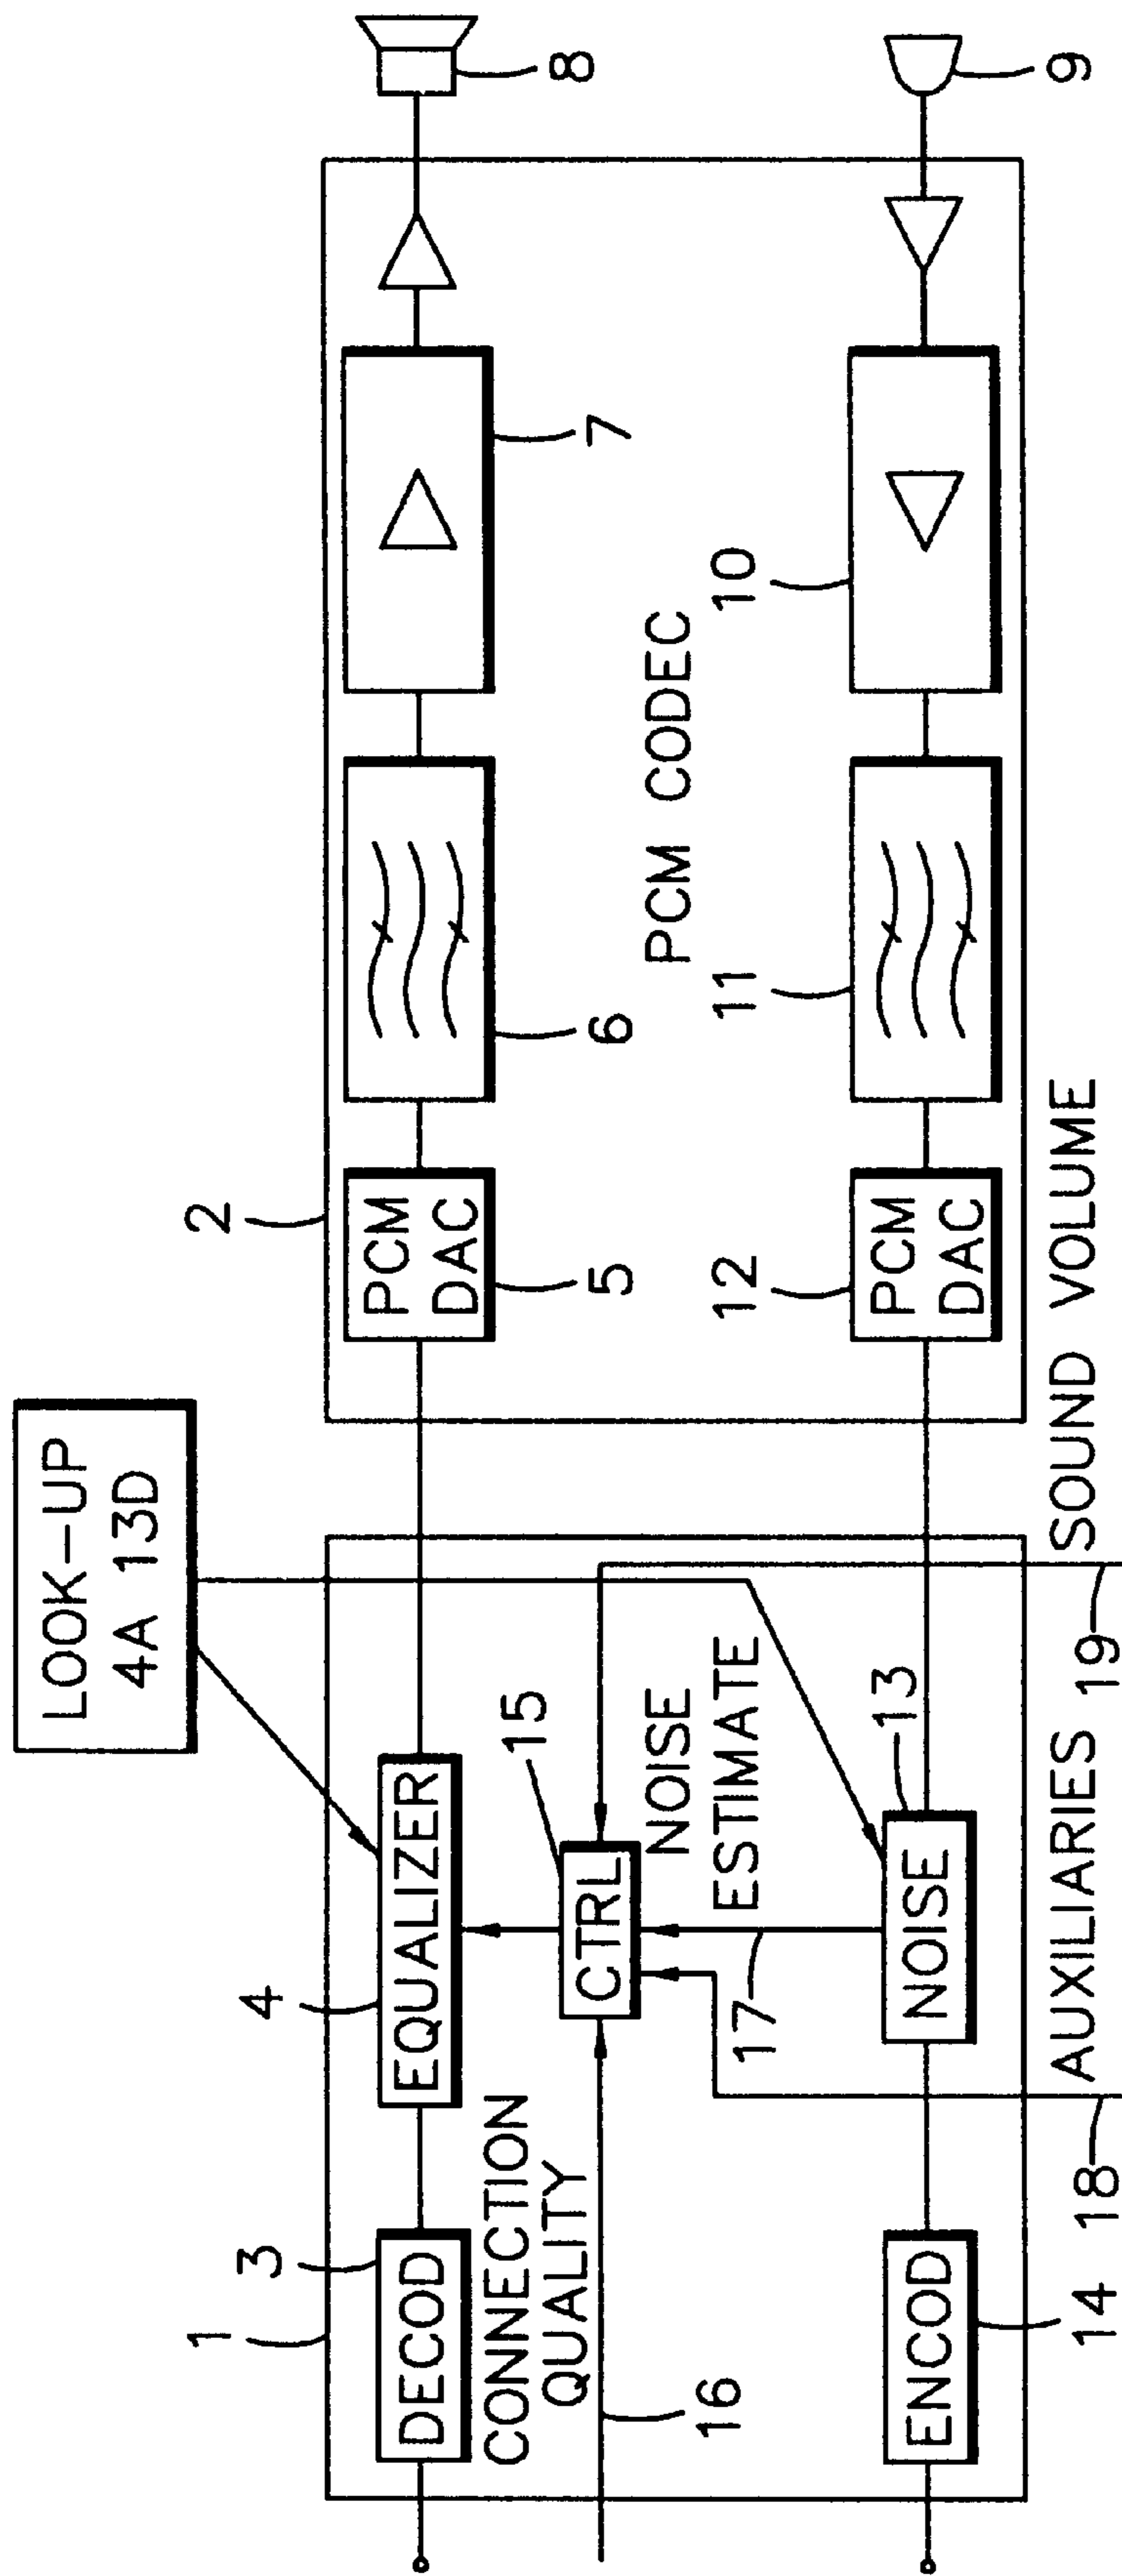 LOOK-UP
4A 13D
1
2
3
DECOD
4
EQUALIZER
PCM
DAC
5
6
7
8
CONNECTION
QUALITY
16
15
CTRL
NOISE
ESTIMATE
17
PCM CODEC
13
NOISE
ENCOD
14
12
PCM
DAC
11
10
9
18
AUXILIARIES
19
SOUND VOLUME